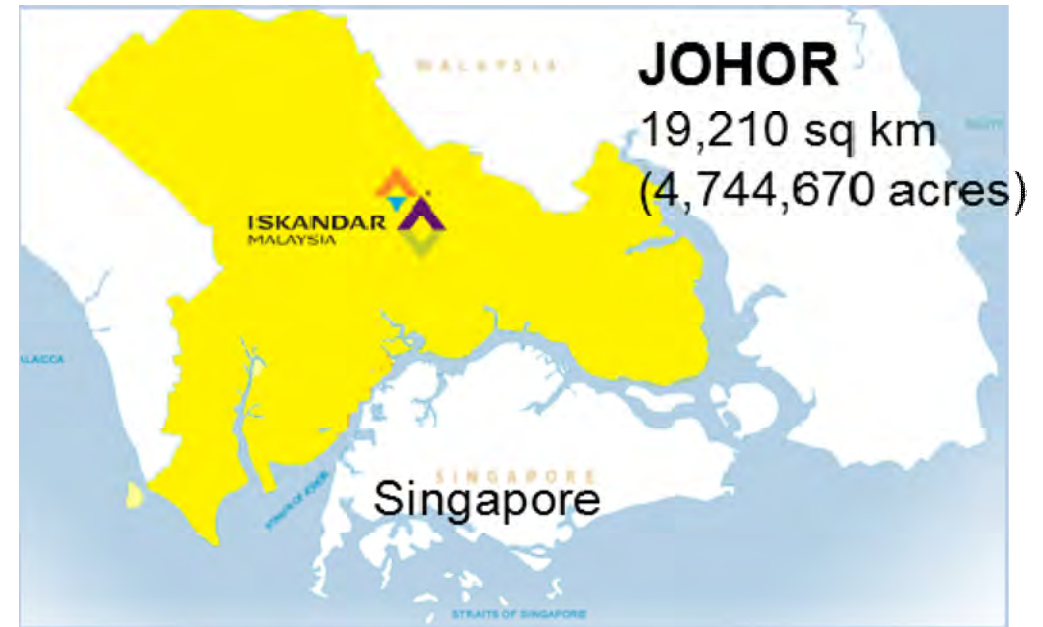 MALAYSIA
JOHOR
19,210 sq km
(4,744,670 acres)
ISKANDAR
MALAYSIA
ALACCA
STRAITS OF JOHOR
SINGAPORE
Singapore
STRAITS OF SINGAPORE